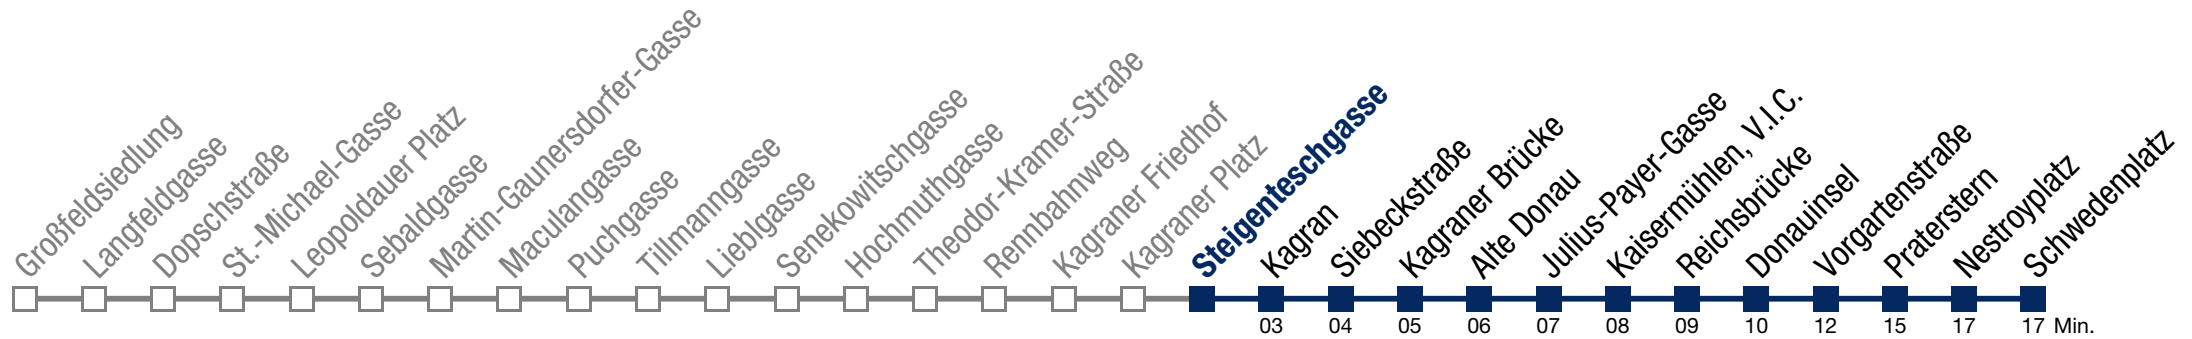 Großfeldsiedlung
Langfeldgasse
Dopschstraße
St.-Michael-Gasse
Leopoldauer Platz
Sebaldgasse
Martin-Gaunersdorfer-Gasse
Maculangasse
Puchgasse
Tillmanngasse
Lieblgasse
Senekowitschgasse
Hochmuthgasse
Theodor-Kramer-Straße
Rennbahnweg
Kagraner Friedhof
Kagraner Platz
Steigenteschgasse
Kagran
Siebeckstraße
Kagraner Brücke
Alte Donau
Julius-Payer-Gasse
Kaisermühlen, V.I.C.
Reichsbrücke
Donauinsel
Vorgartenstraße
Praterstern
Nestroyplatz
Schwedenplatz
03 04 05 06 07 08 09 10 12 15 17 17 Min.